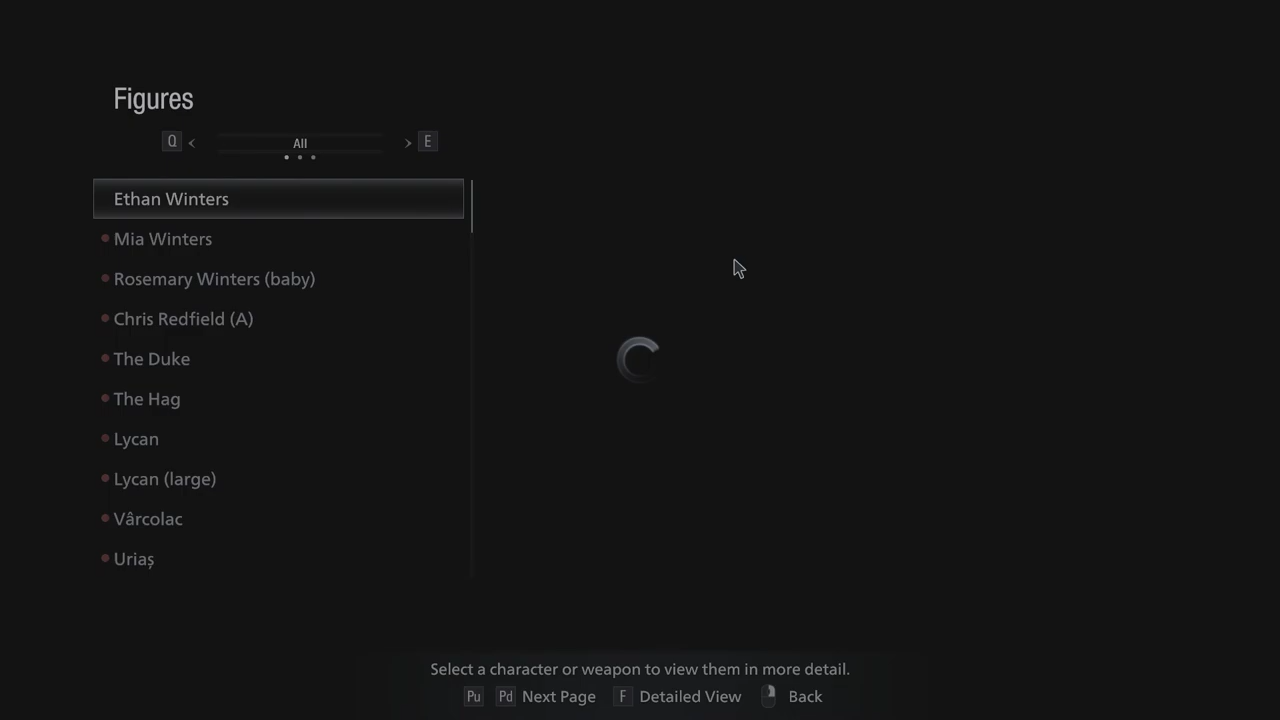 Figures
Q < All > E
Ethan Winters
Mia Winters
Rosemary Winters (baby)
Chris Redfield (A)
The Duke
The Hag
Lycan
Lycan (large)
Vârcolac
Uriaș
Select a character or weapon to view them in more detail.
Pu Pd Next Page F Detailed View Back